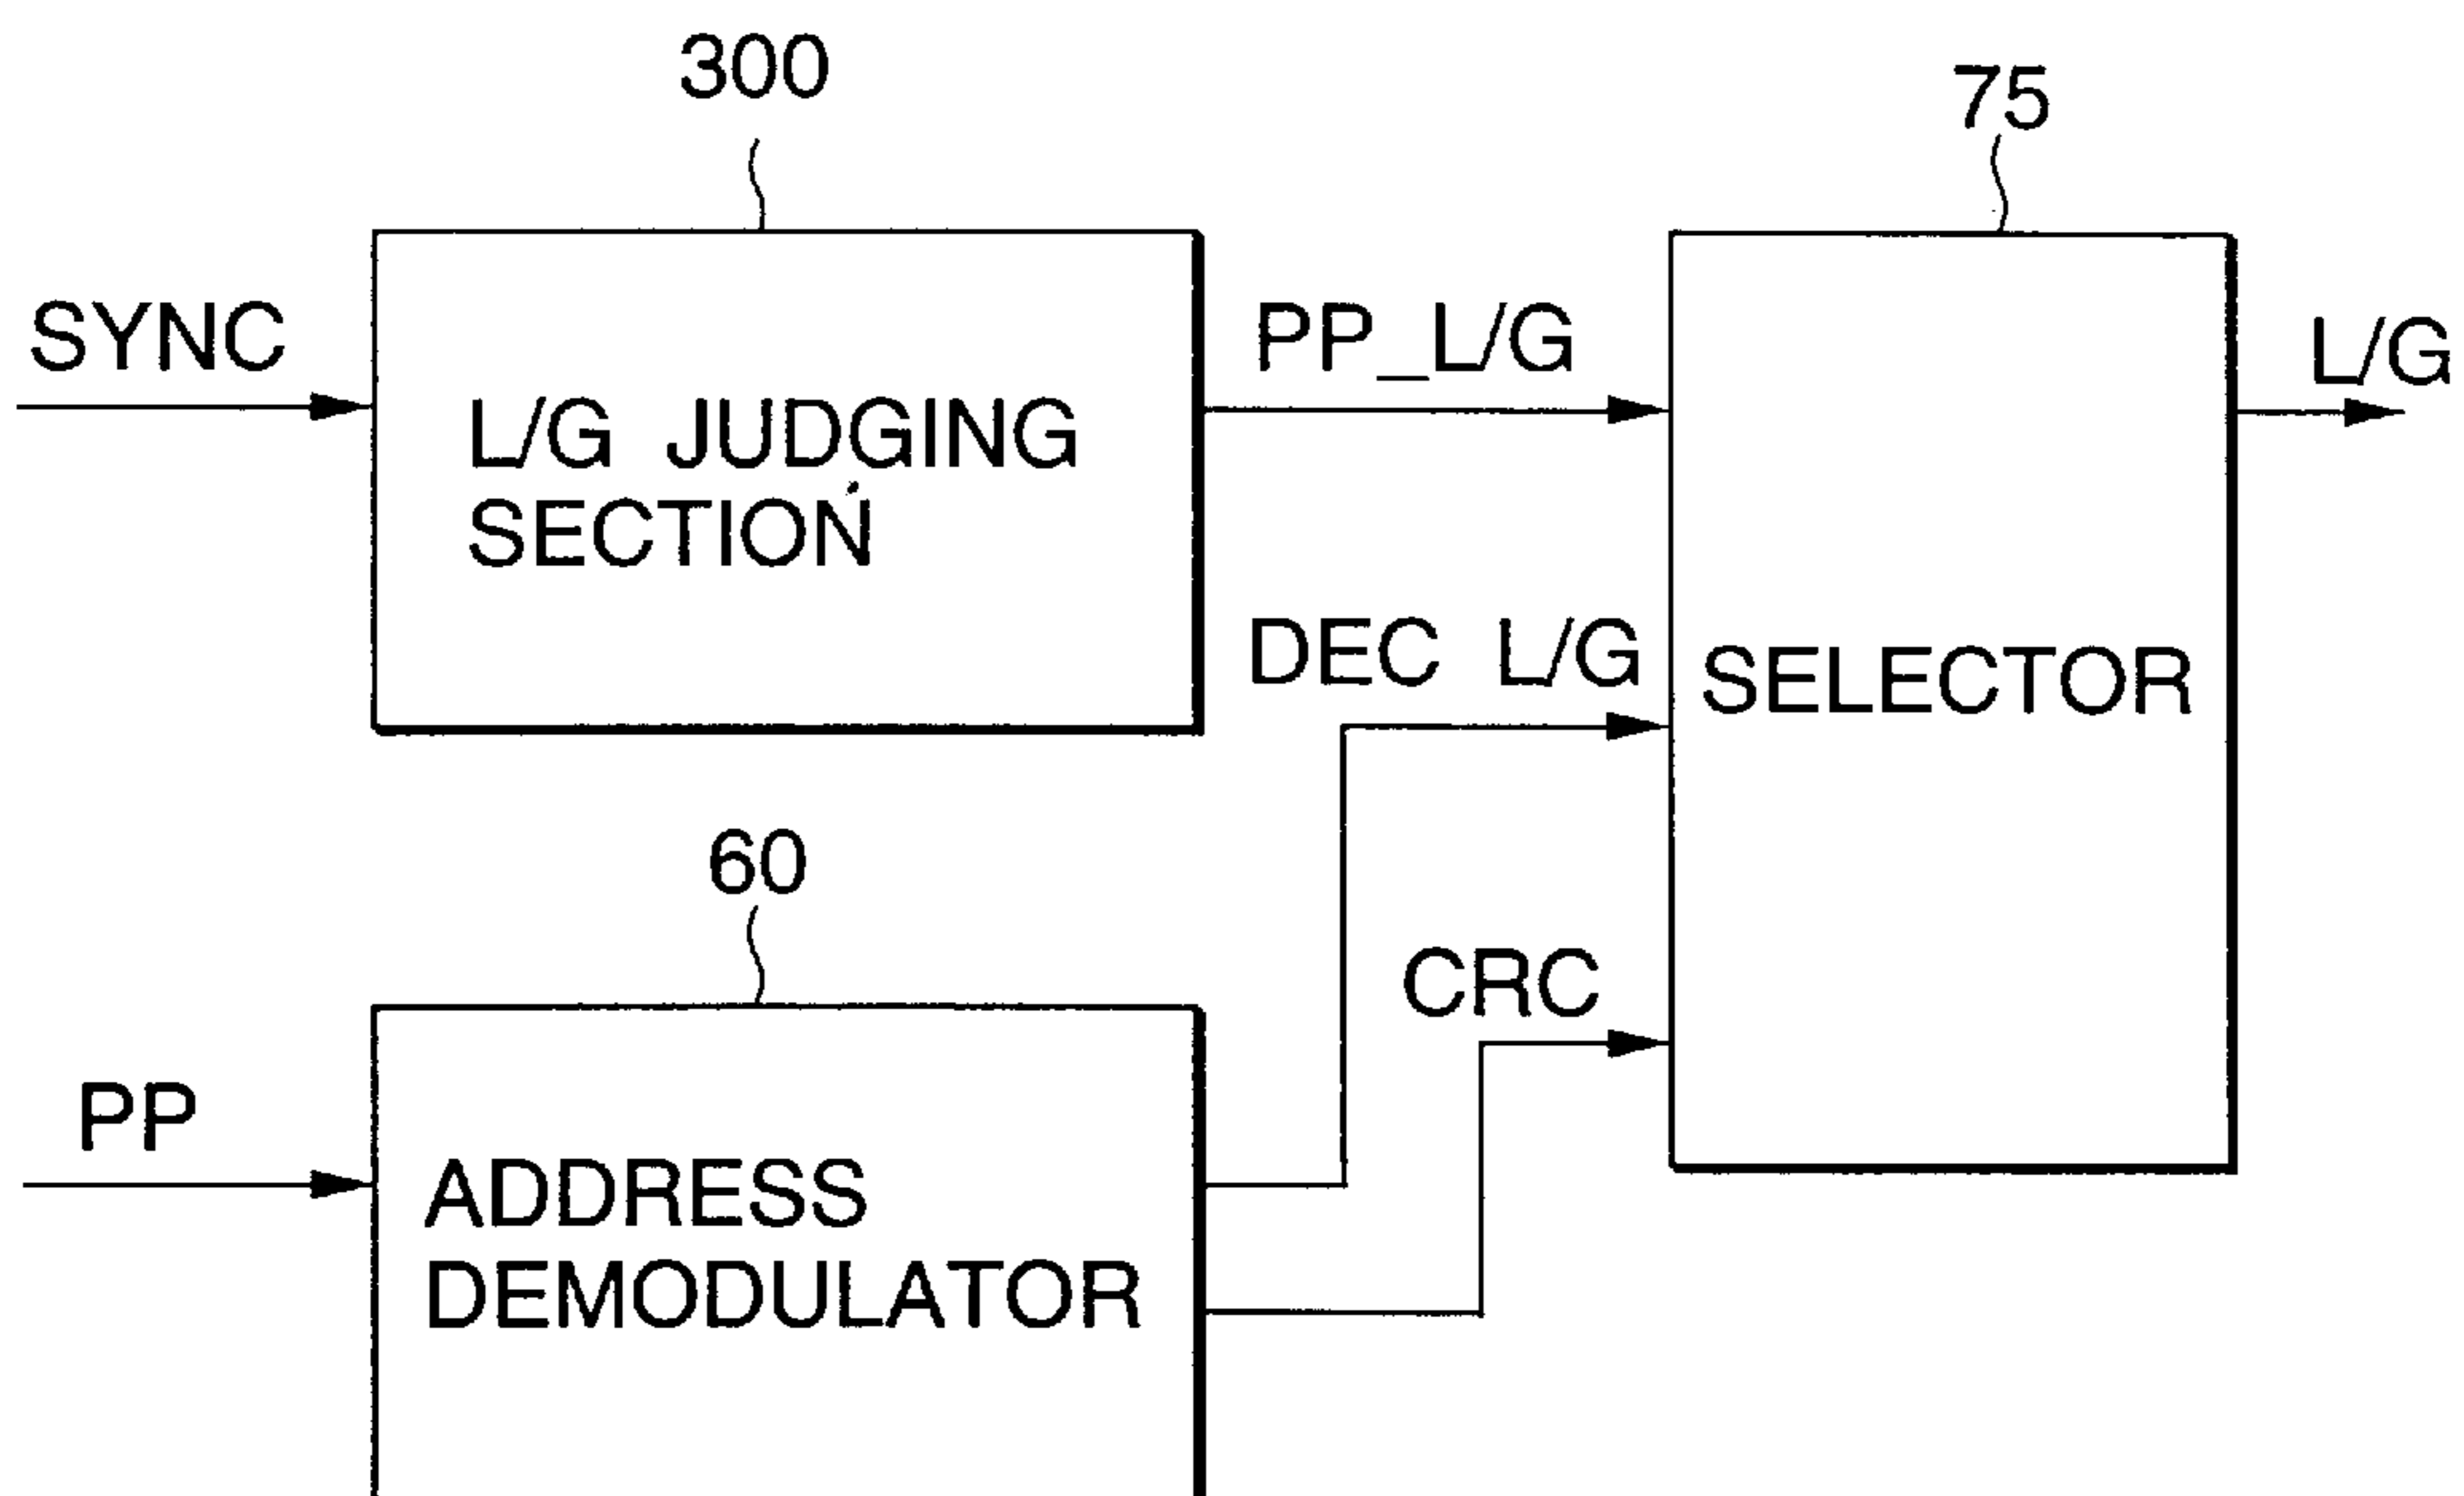 300
75
SYNC
PP_L/G
L/G
L/G JUDGING
SECTION
DEC L/G
SELECTOR
60
CRC
PP
ADDRESS
DEMODULATOR